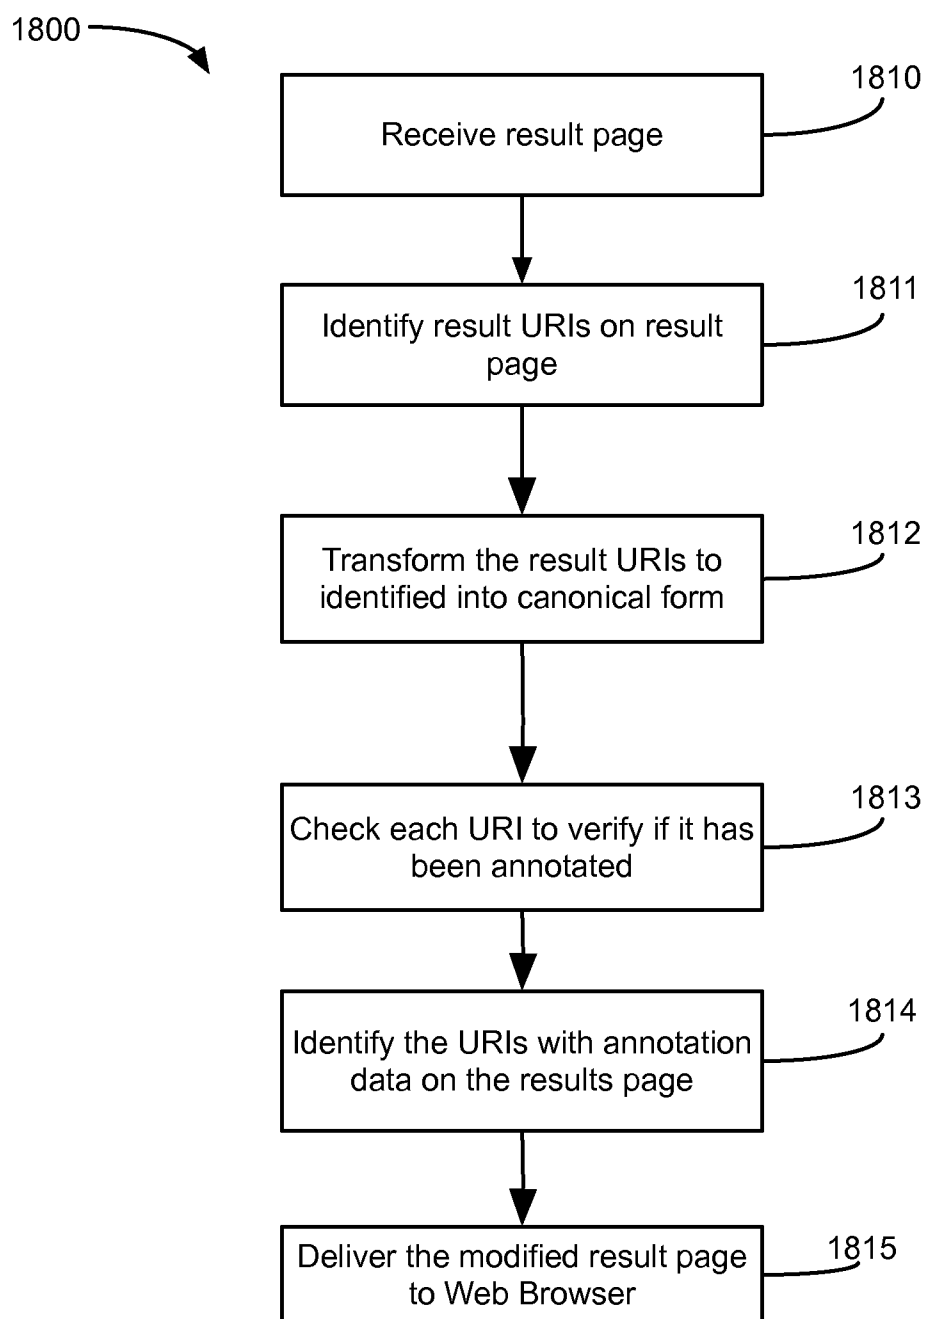 1800
1810
Receive result page
1811
Identify result URIs on result
page
1812
Transform the result URIs to
identified into canonical form
1813
Check each URI to verify if it has
been annotated
1814
Identify the URIs with annotation
data on the results page
1815
Deliver the modified result page
to Web Browser